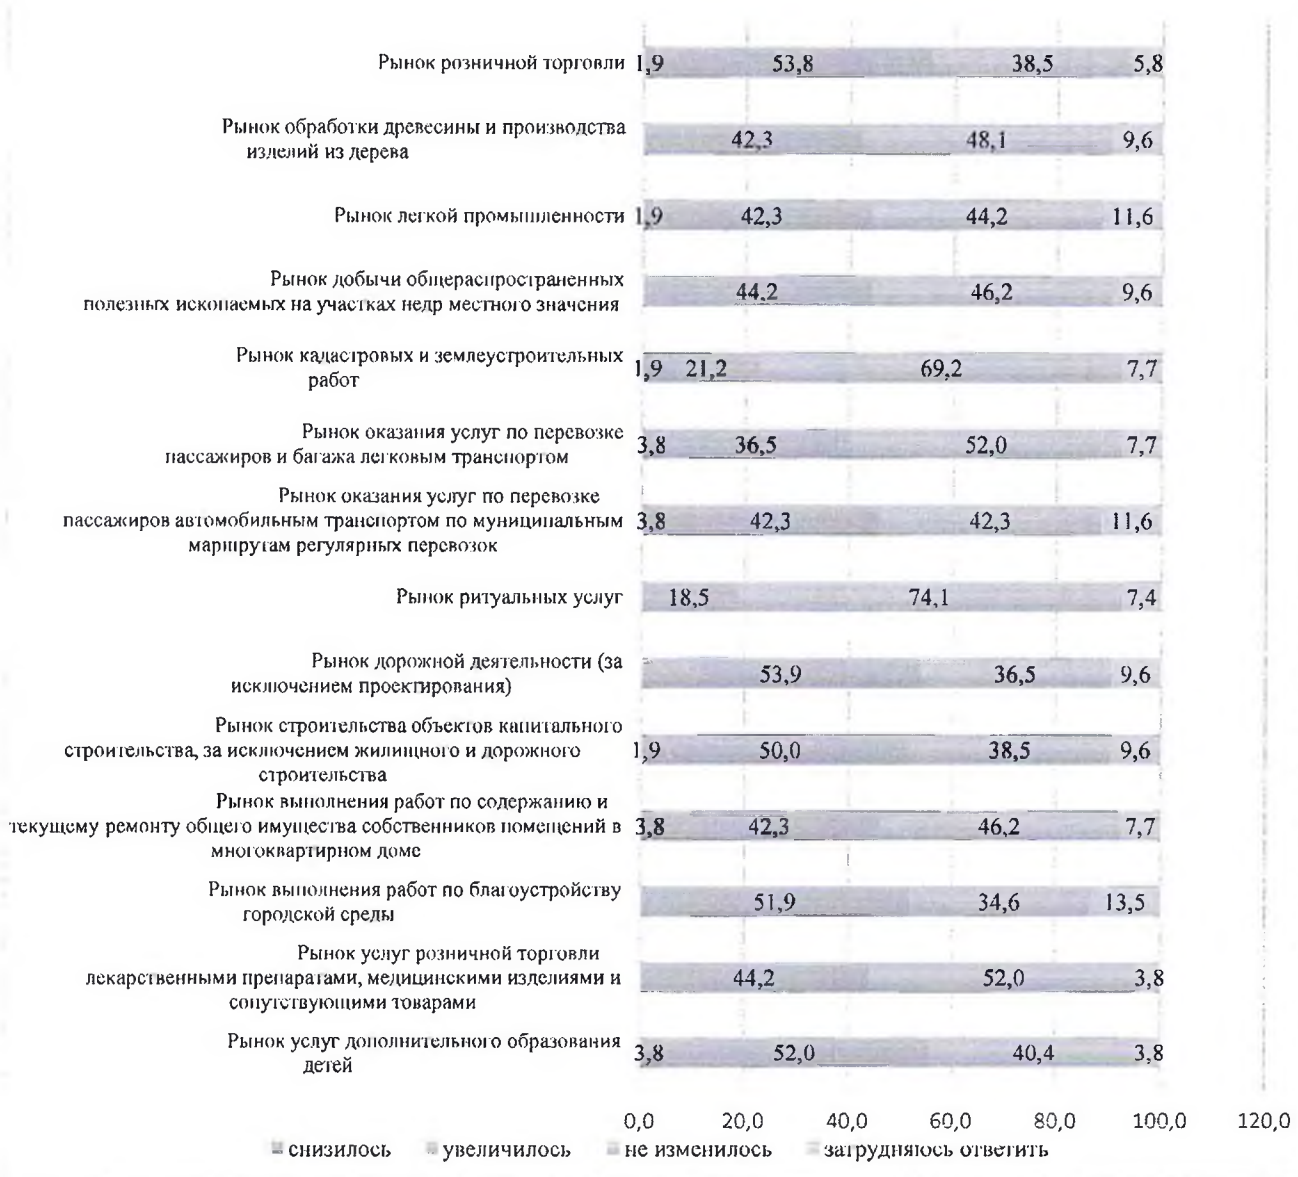 Рынок розничной торговли 1,9 53,8 38,5 5,8
Рынок обработки древесины и производства
изделий из дерева
42,3 48,1 9,6
Рынок легкой промышленности 1,9 42,3 44,2 11,6
Рынок добычи общераспространенных
полезных ископаемых на участках недр местного значения
44,2 46,2 9,6
Рынок кадастровых и землеустроительных
работ
1,9 21,2 69,2 7,7
Рынок оказания услуг по перевозке
пассажиров и багажа легковым транспортом
3,8 36,5 52,0 7,7
Рынок оказания услуг по перевозке
пассажиров автомобильным транспортом по муниципальным
маршрутам регулярных перевозок
3,8 42,3 42,3 11,6
Рынок ритуальных услуг 18,5 74,1 7,4
Рынок дорожной деятельности (за
исключением проектирования)
53,9 36,5 9,6
Рынок строительства объектов капитального
строительства, за исключением жилищного и дорожного
строительства
1,9 50,0 38,5 9,6
Рынок выполнения работ по содержанию и
текущему ремонту общего имущества собственников помещений в
многоквартирном доме
3,8 42,3 46,2 7,7
Рынок выполнения работ по благоустройству
городской среды
51,9 34,6 13,5
Рынок услуг розничной торговли
лекарственными препаратами, медицинскими изделиями и
сопутствующими товарами
44,2 52,0 3,8
Рынок услуг дополнительного образования
детей
3,8 52,0 40,4 3,8
0,0 20,0 40,0 60,0 80,0 100,0 120,0
снизилось увеличилось не изменилось затрудняюсь ответить